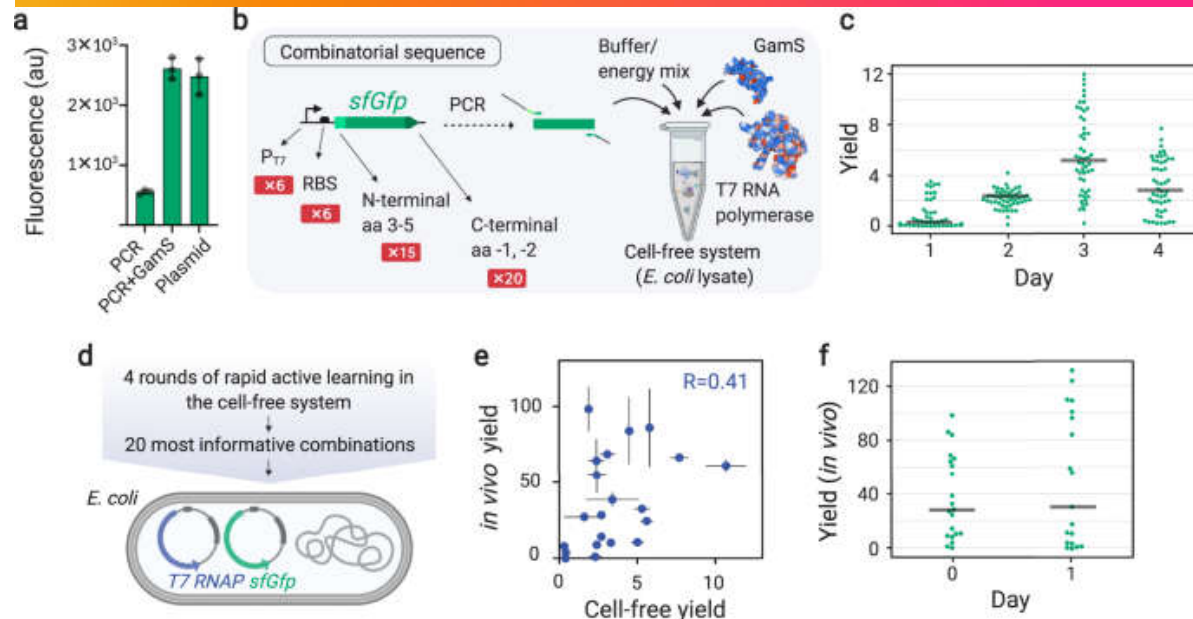 a
Fluorescence (au)
3×10³
2×10³
1×10³
PCR
PCR+GamS
Plasmid
b
Combinatorial sequence
sfGfp
PCR
PT7
×6
RBS
×6
N-terminal
aa 3-5
×15
C-terminal
aa -1, -2
×20
Buffer/
energy mix
GamS
T7 RNA
polymerase
Cell-free system
(E. coli lysate)
c
Yield
12
8
4
0
1 2 3 4
Day
d
4 rounds of rapid active learning in
the cell-free system
20 most informative combinations
E. coli
T7 RNAP sfGfp
e
R=0.41
in vivo yield
100
50
0
0 5 10
Cell-free yield
f
Yield (in vivo)
120
80
40
0
0 1
Day